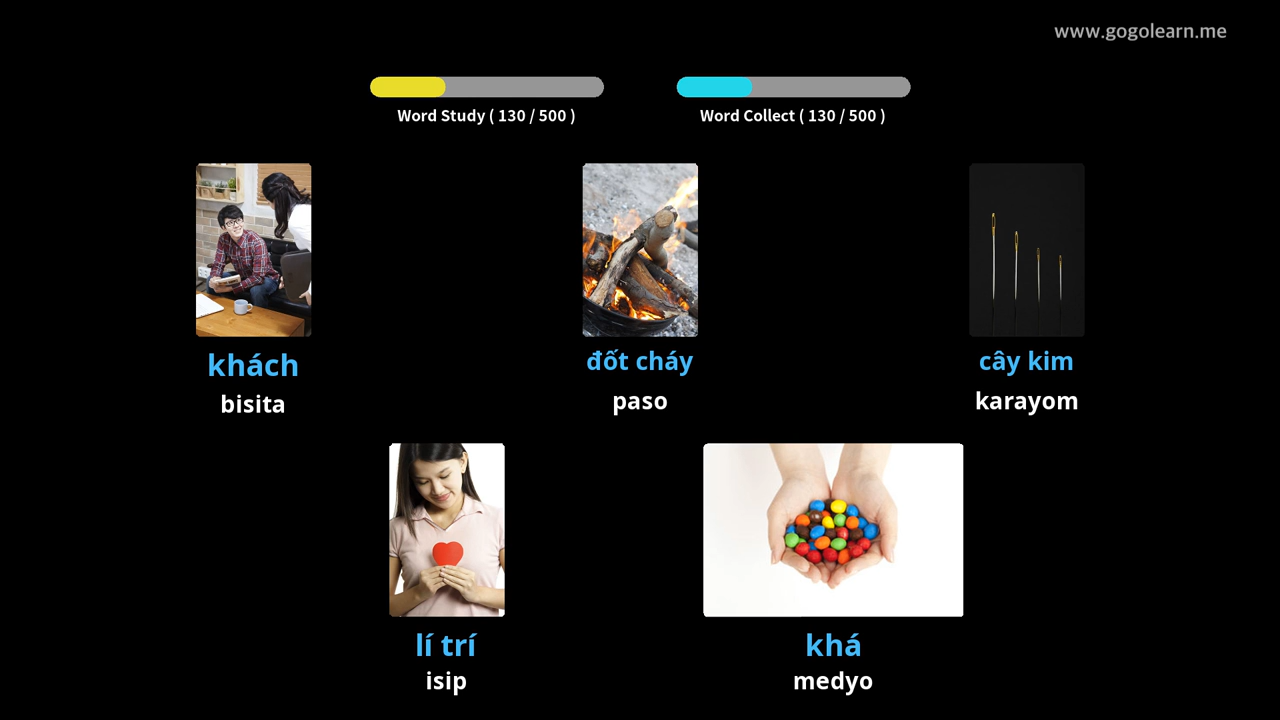 www.gogolearn.me
Word Study ( 130 / 500 )
Word Collect ( 130 / 500 )
khách
bisita
đốt cháy
paso
cây kim
karayom
lí trí
isip
khá
medyo